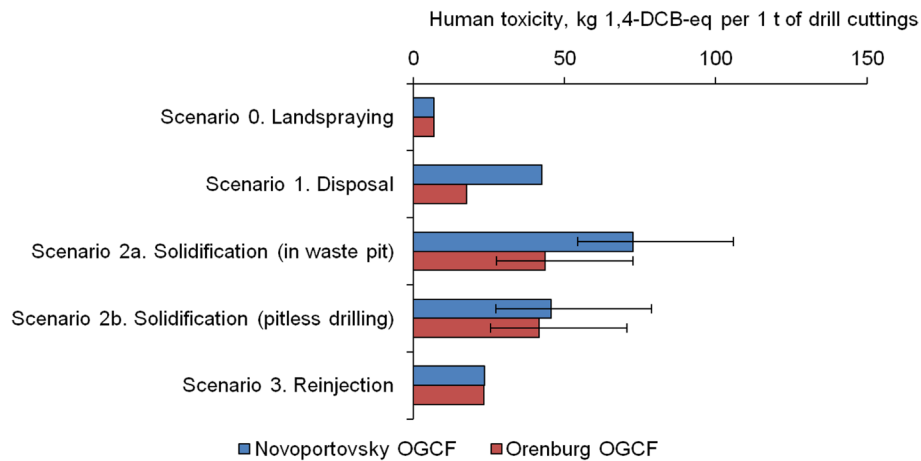 Human toxicity, kg 1,4-DCB-eq per 1 t of drill cuttings
0 50 100 150
Scenario 0. Landspraying
Scenario 1. Disposal
Scenario 2a. Solidification (in waste pit)
Scenario 2b. Solidification (pitless drilling)
Scenario 3. Reinjection
Novoportovsky OGCF Orenburg OGCF